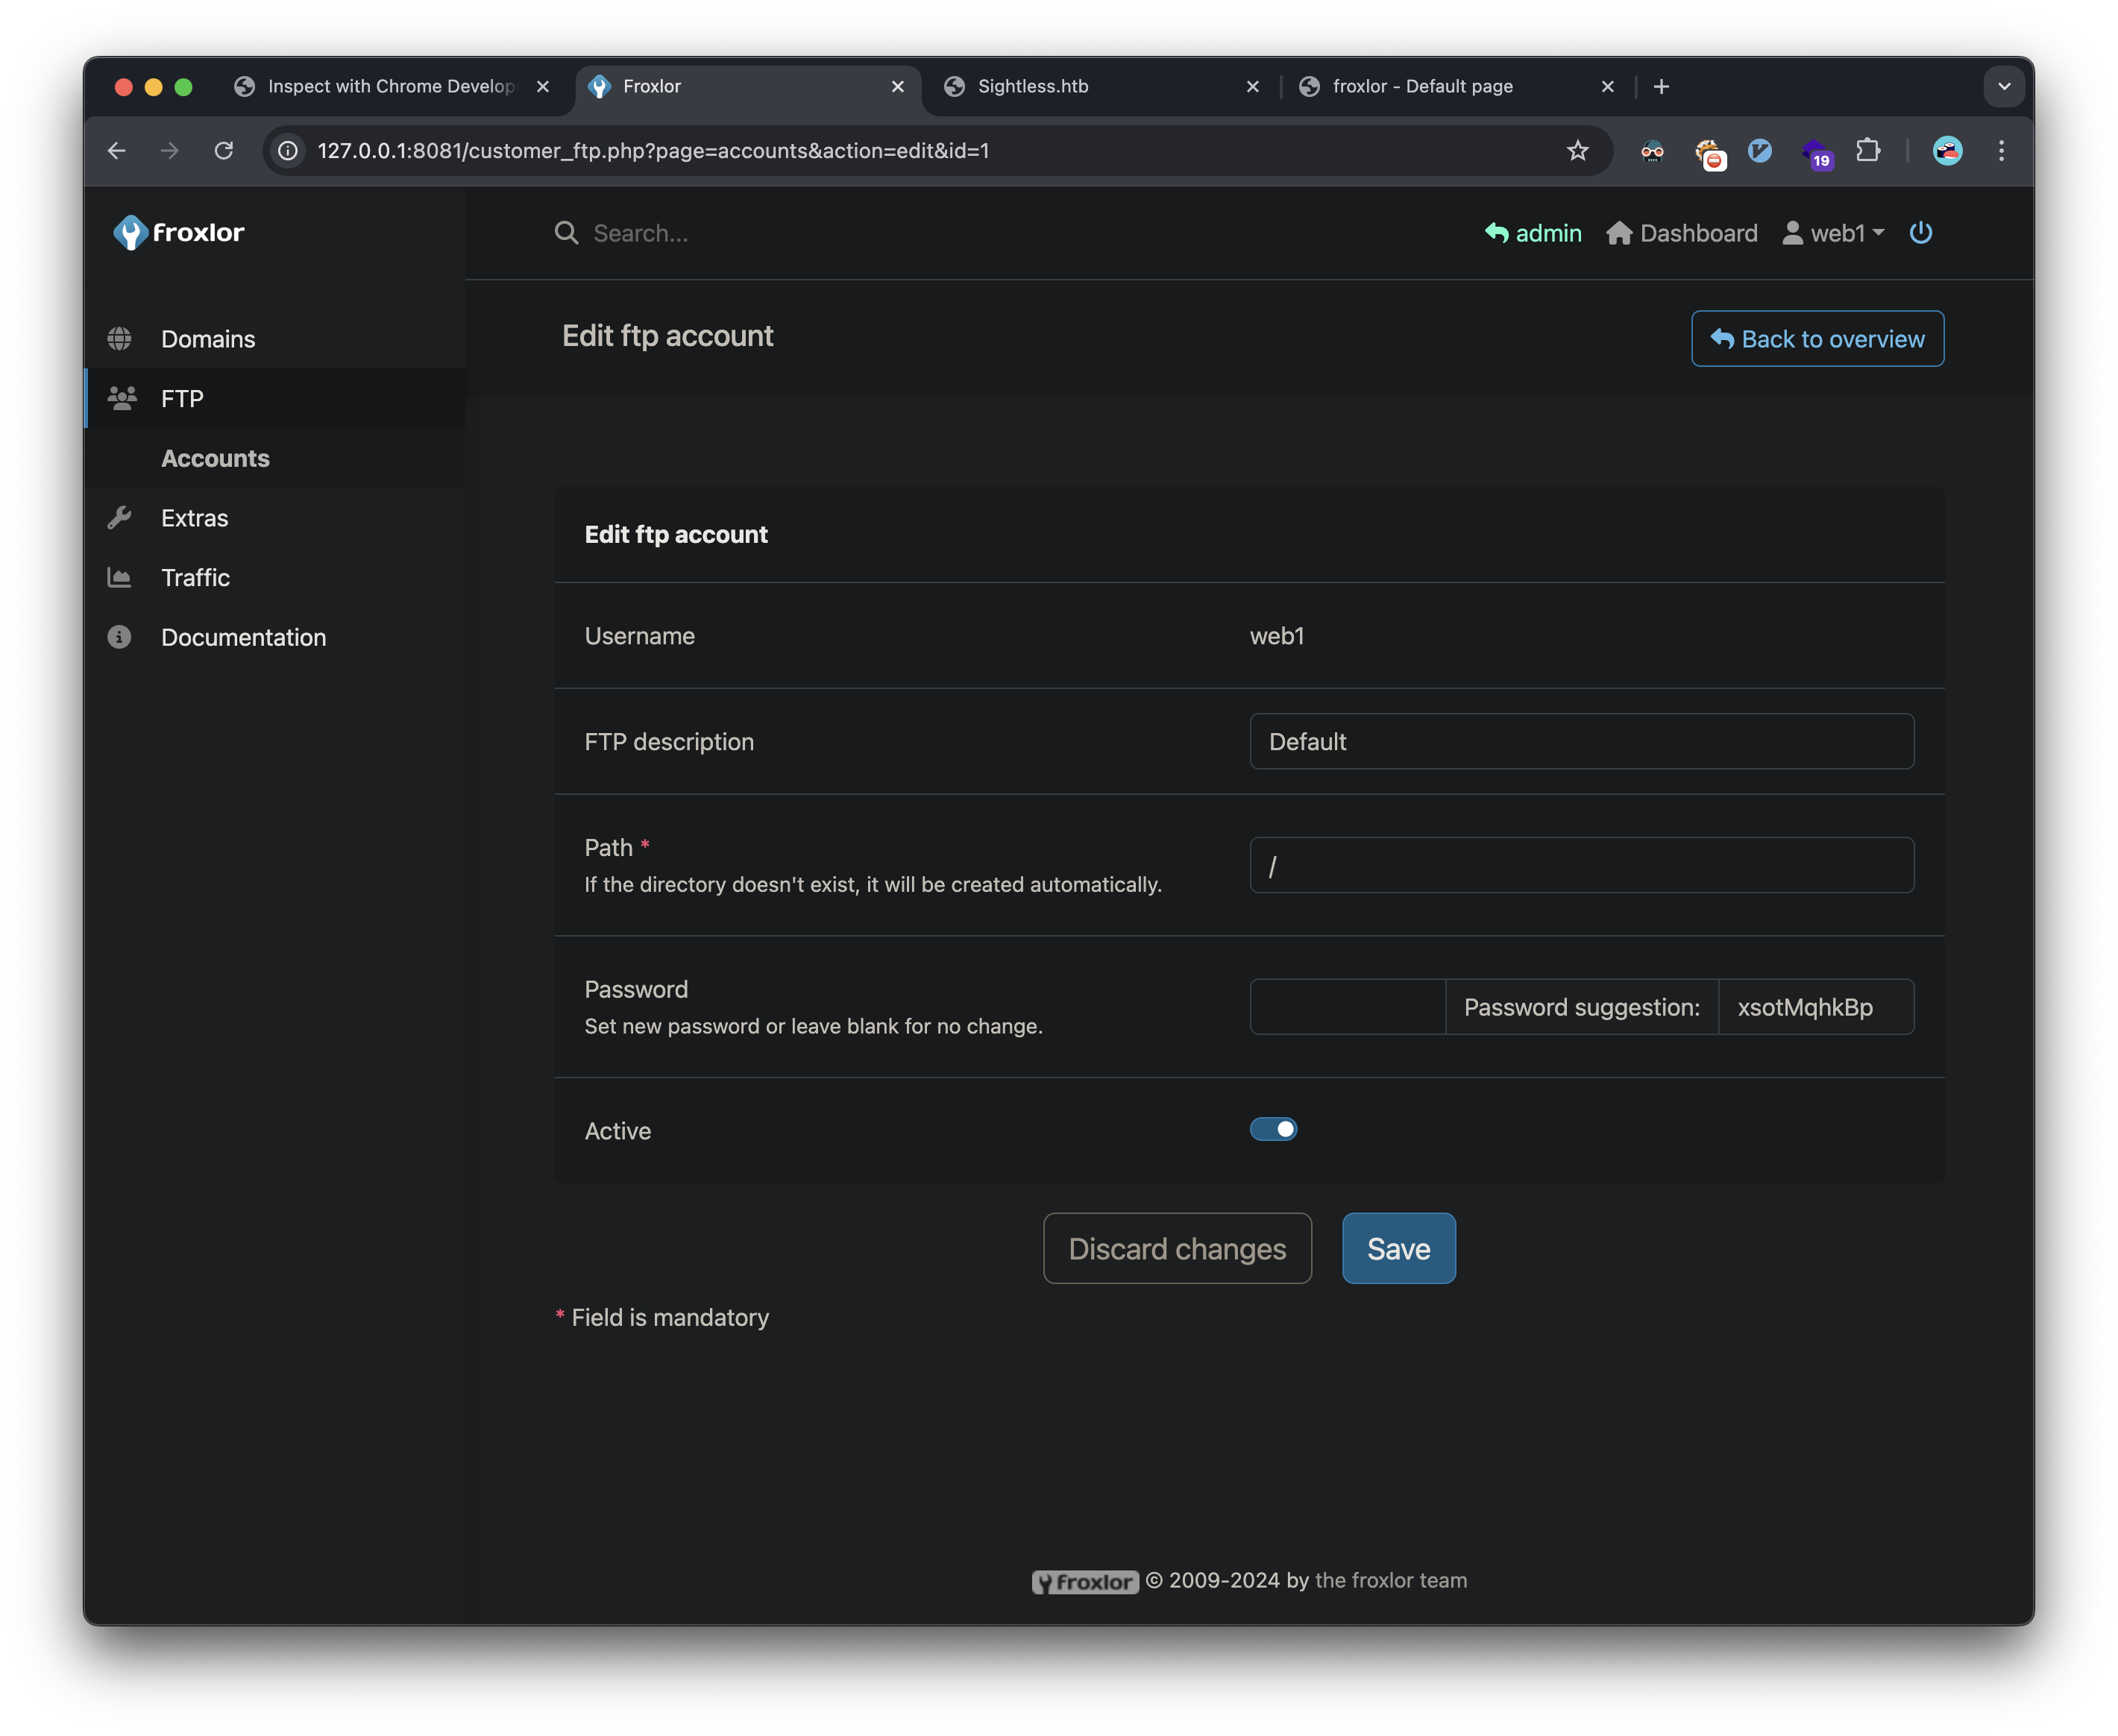 Inspect with Chrome Develop
Froxlor
Sightless.htb
froxlor - Default page
127.0.0.1:8081/customer_ftp.php?page=accounts&action=edit&id=1
19
froxlor
Search...
admin
Dashboard
web1
Domains
FTP
Accounts
Extras
Traffic
Documentation
Edit ftp account
Back to overview
Edit ftp account
Username
web1
FTP description
Default
Path *
If the directory doesn't exist, it will be created automatically.
/
Password
Set new password or leave blank for no change.
Password suggestion:
xsotMqhkBp
Active
Discard changes
Save
* Field is mandatory
froxlor © 2009-2024 by the froxlor team